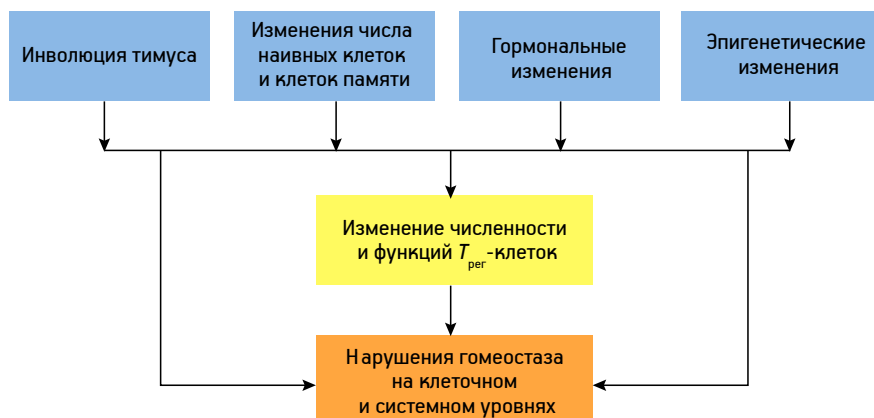 Инволюция тимуса
Изменения числа
наивных клеток
и клеток памяти
Гормональные
изменения
Эпигенетические
изменения
Изменение численности
и функций Tрег-клеток
Нарушения гомеостаза
на клеточном
и системном уровнях